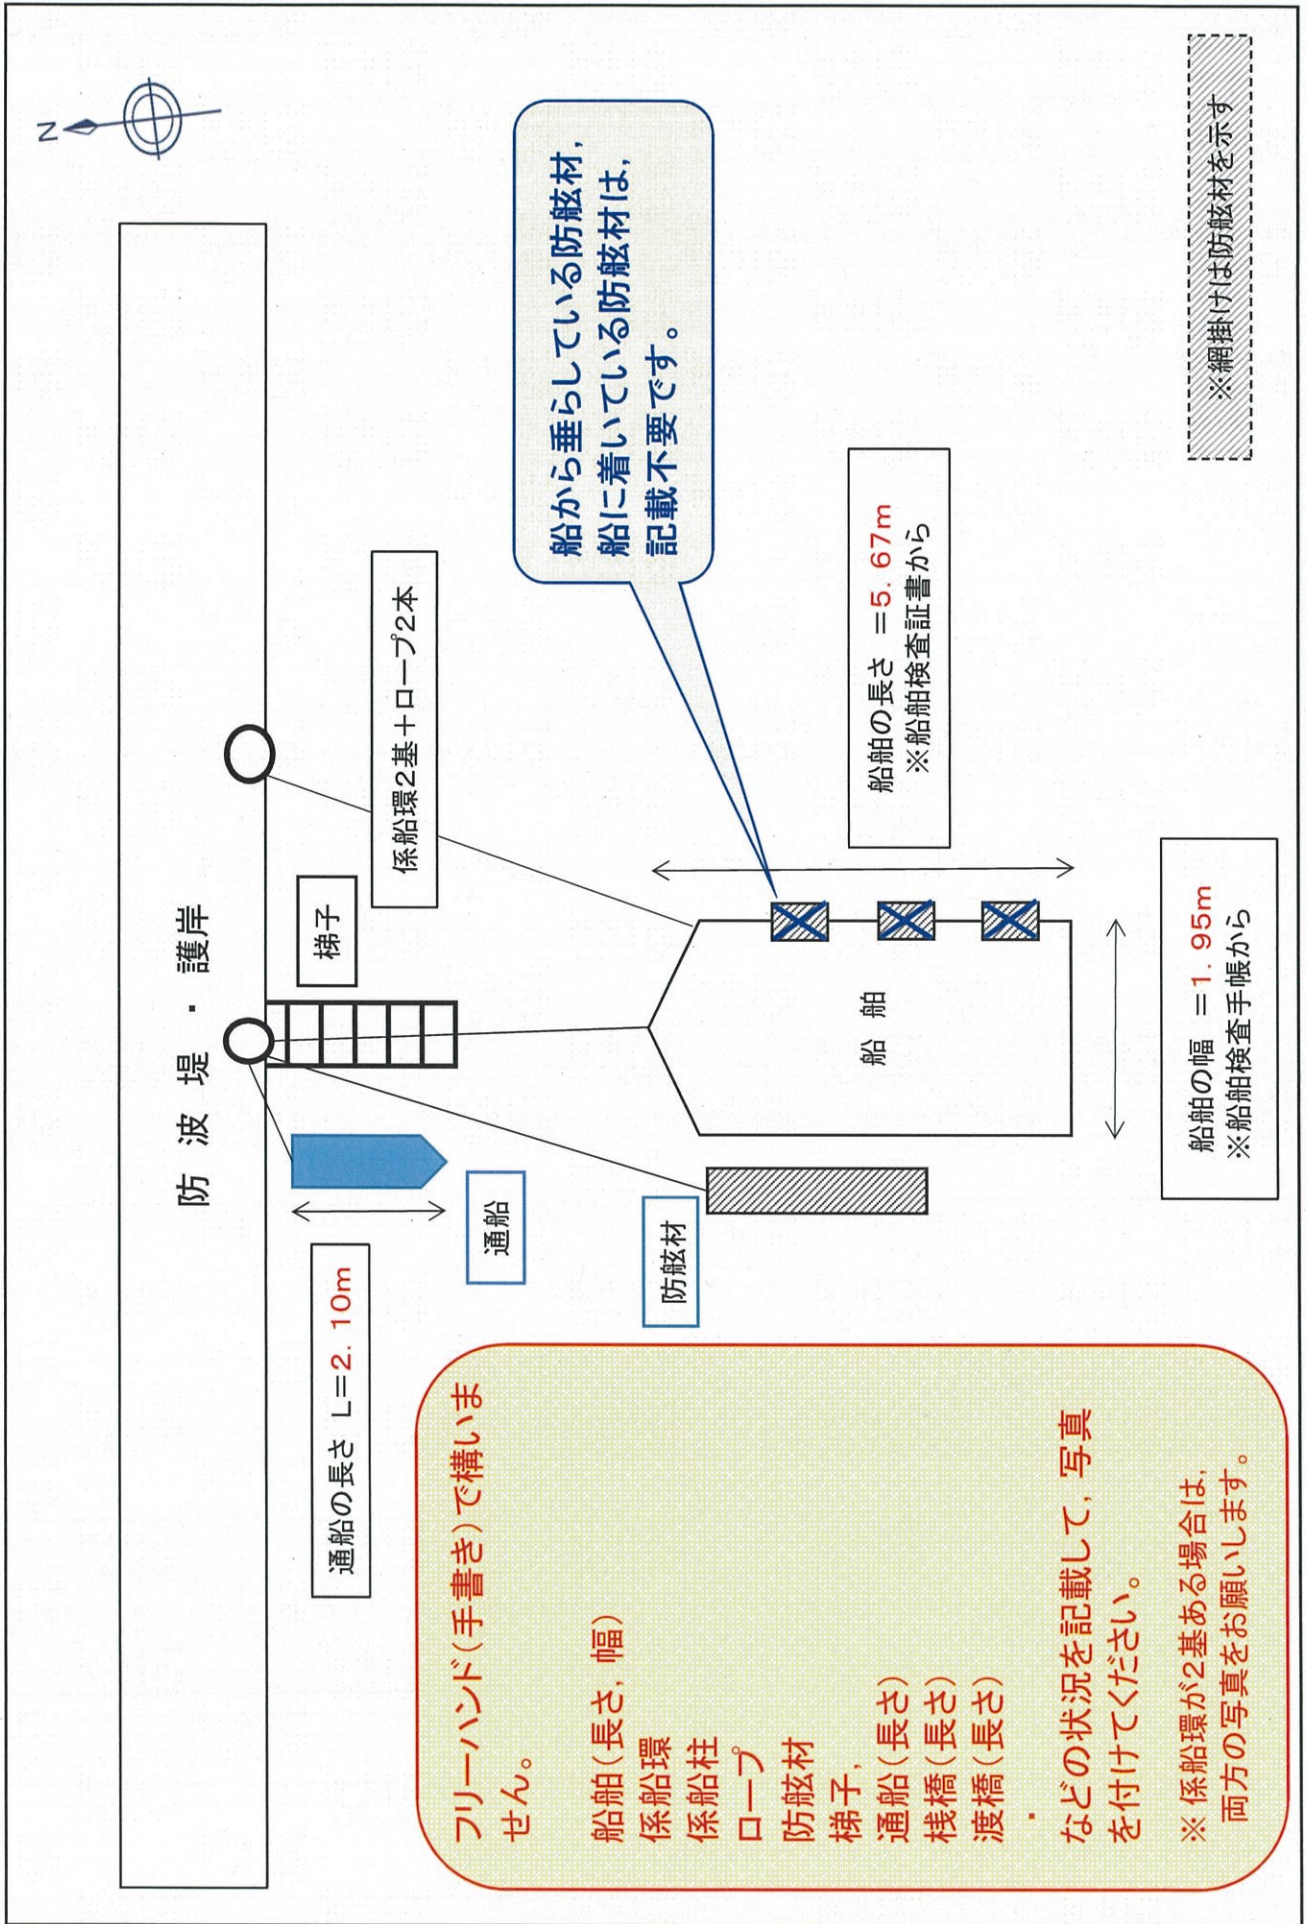 N
防 波 堤 ・ 護岸
梯子
係船環2基＋ロープ2本
通船の長さ L＝2. 10m
通船
防舷材
船 舶
船から垂らしている防舷材，
船に着いている防舷材は，
記載不要です。
船舶の長さ ＝5. 67m
※船舶検査証書から
船舶の幅 ＝1. 95m
※船舶検査手帳から
フリーハンド（手書き）で構いま
せん。
船舶（長さ，幅）
係船環
係船柱
ロープ
防舷材
梯子，
通船（長さ）
桟橋（長さ）
渡橋（長さ）
・
などの状況を記載して，写真
を付けてください。
※ 係船環が2基ある場合は，
両方の写真をお願いします。
※網掛けは防舷材を示す